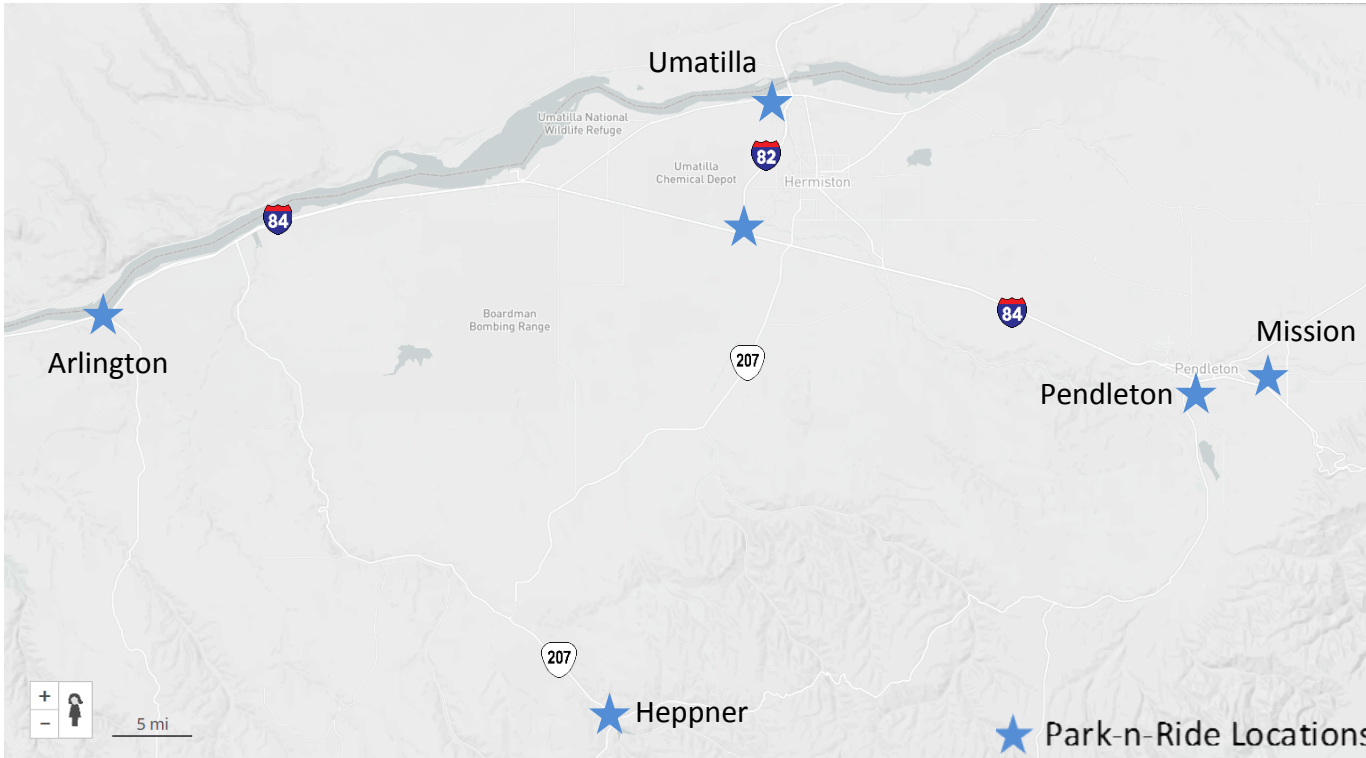 Umatilla
Umatilla National
Wildlife Refuge
82
Umatilla
Chemical Depot
Hermiston
84
Arlington
Boardman
Bombing Range
84
207
Mission
Pendleton
Pendleton
207
Heppner
+
−
5 mi
Park-n-Ride Locations